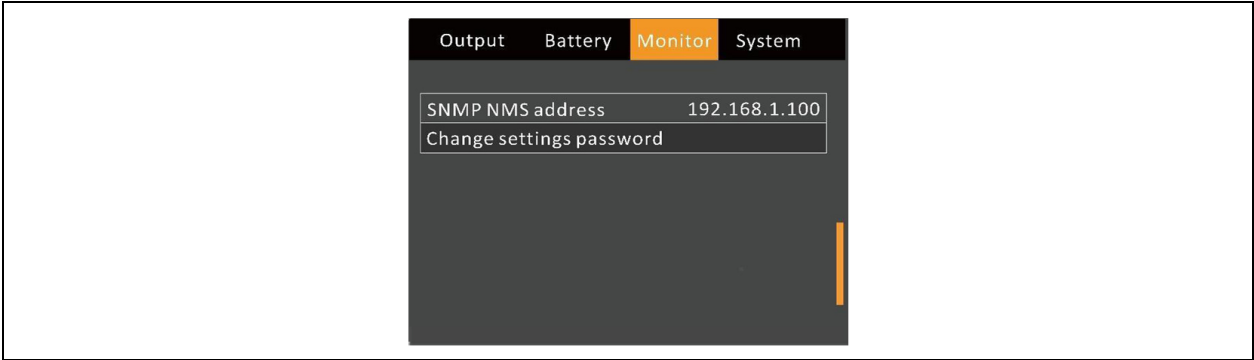 Output Battery Monitor System
SNMP NMS address 192.168.1.100
Change settings password